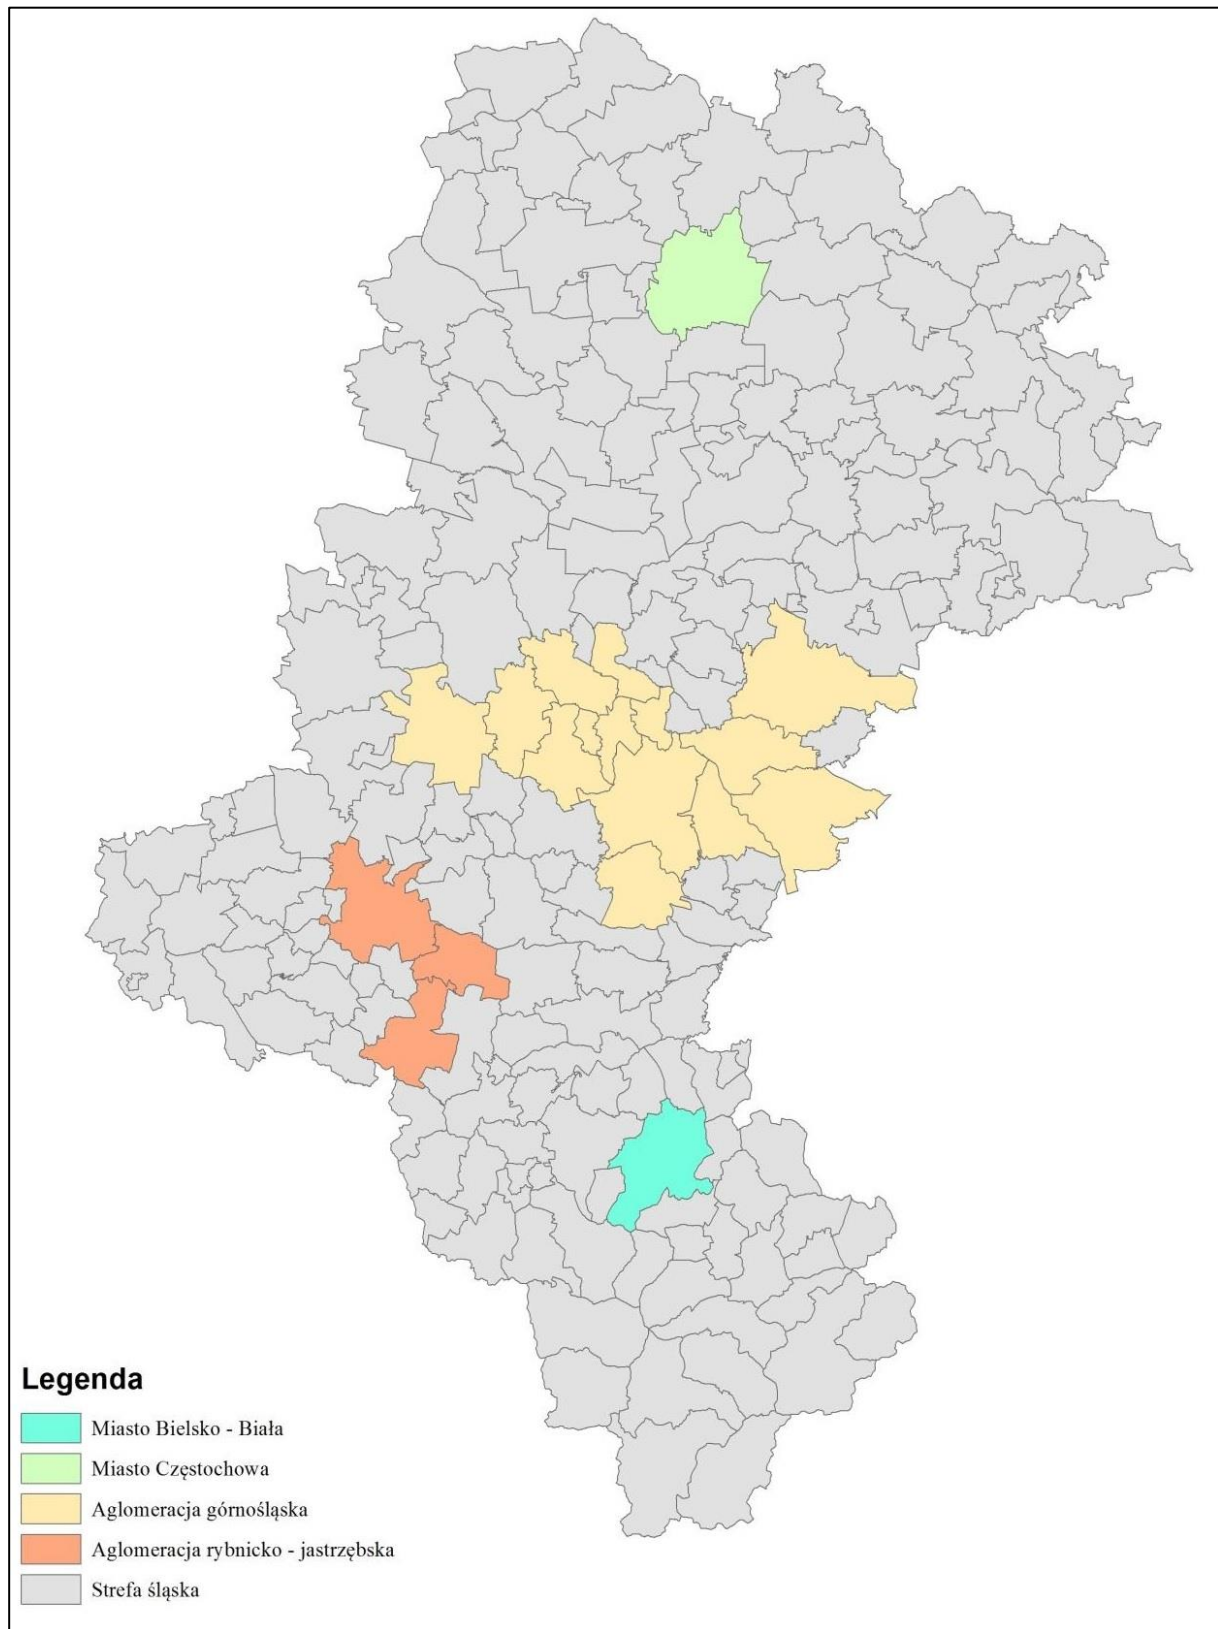 Legenda
Miasto Bielsko - Biała
Miasto Częstochowa
Aglomeracja górnośląska
Aglomeracja rybnicko - jastrzębska
Strefa śląska